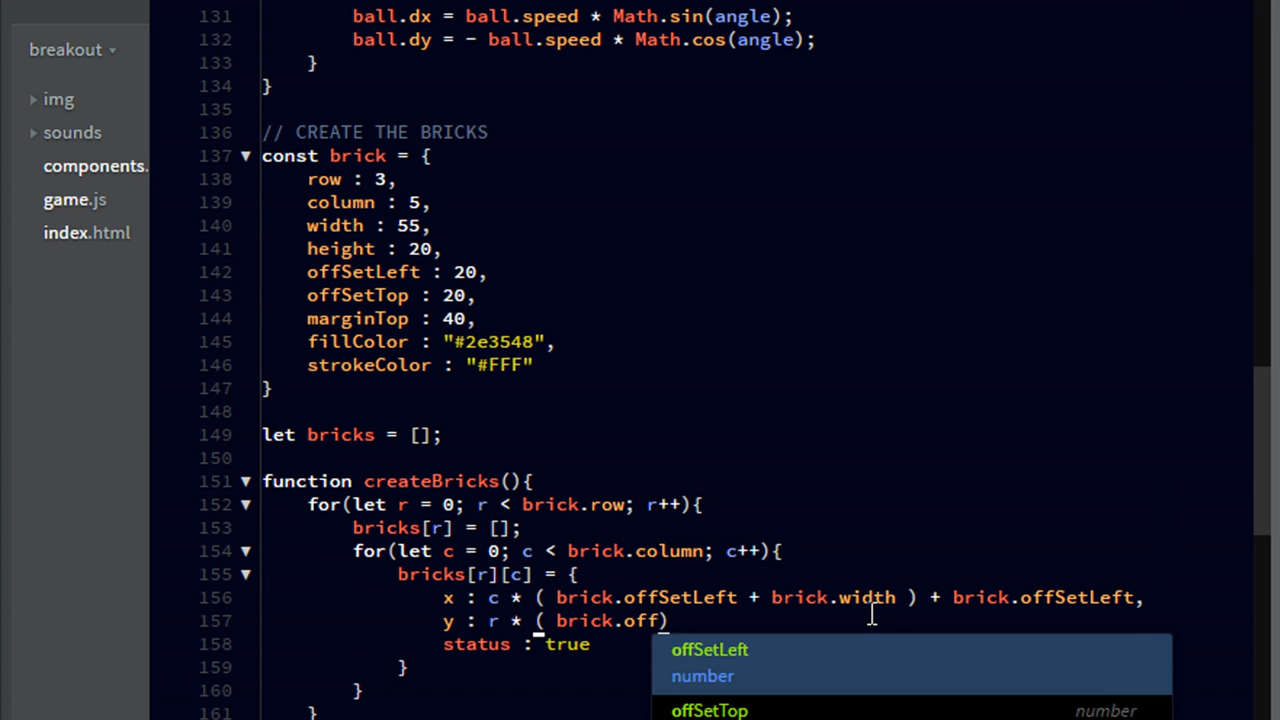 breakout
img
sounds
components.
game.js
index.html
131 ball.dx = ball.speed * Math.sin(angle);
132 ball.dy = - ball.speed * Math.cos(angle);
133 }
134 }
135
136 // CREATE THE BRICKS
137 const brick = {
138 row : 3,
139 column : 5,
140 width : 55,
141 height : 20,
142 offSetLeft : 20,
143 offSetTop : 20,
144 marginTop : 40,
145 fillColor : "#2e3548",
146 strokeColor : "#FFF"
147 }
148
149 let bricks = [];
150
151 function createBricks(){
152 for(let r = 0; r < brick.row; r++){
153 bricks[r] = [];
154 for(let c = 0; c < brick.column; c++){
155 bricks[r][c] = {
156 x : c * ( brick.offSetLeft + brick.width ) + brick.offSetLeft,
157 y : r * ( brick.off)
158 status : true
159 }
160 }
161 }
offSetLeft
number
offSetTop number